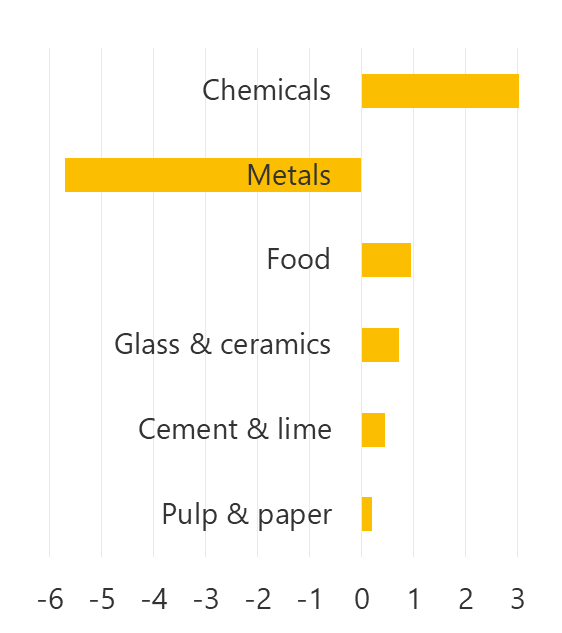 Chemicals
Metals
Food
Glass & ceramics
Cement & lime
Pulp & paper
-6 -5 -4 -3 -2 -1 0 1 2 3